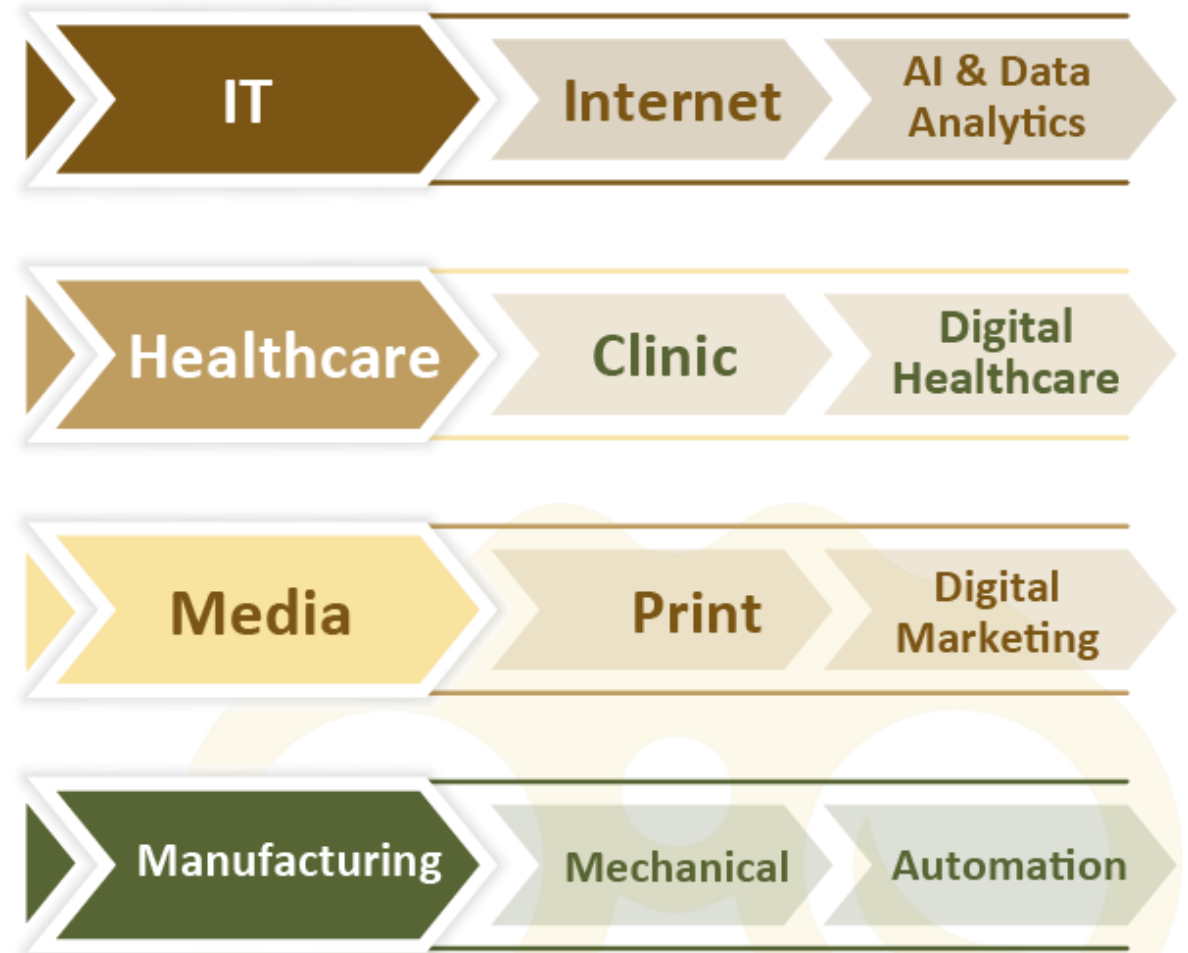 IT
Internet
AI & Data
Analytics
Healthcare
Clinic
Digital
Healthcare
Media
Print
Digital
Marketing
Manufacturing
Mechanical
Automation